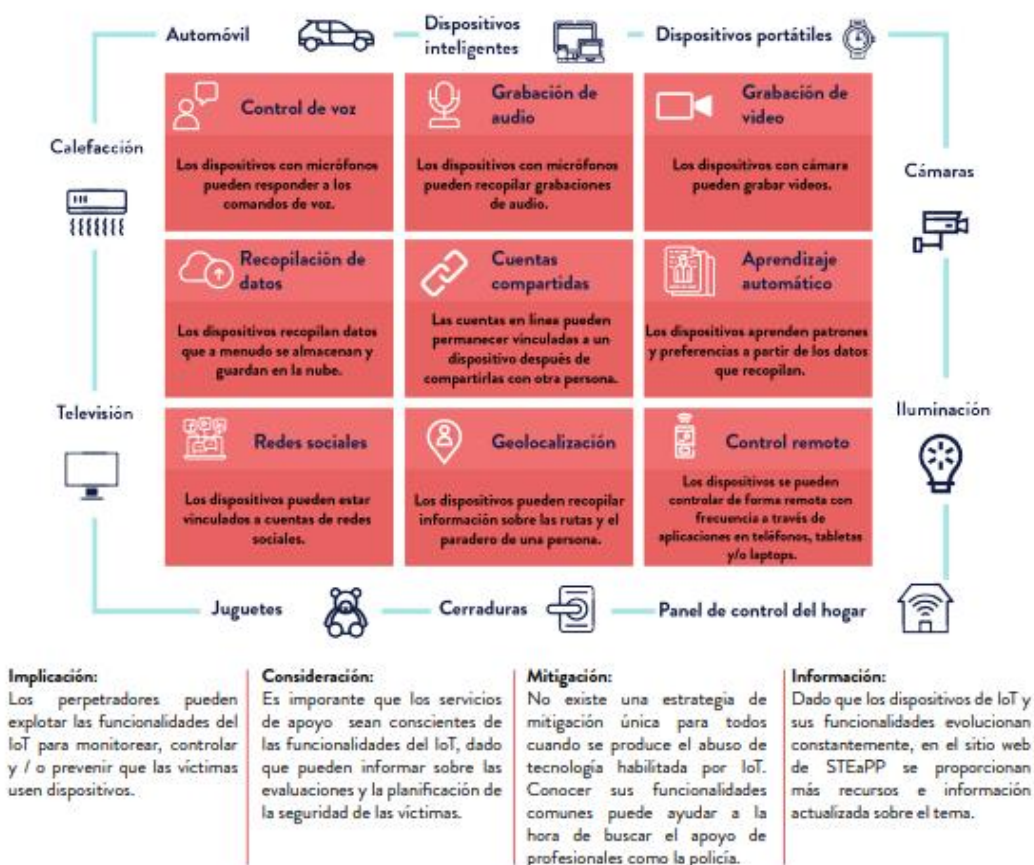 Automóvil
Dispositivos
inteligentes
Dispositivos portátiles
Calefacción
Control de voz
Los dispositivos con micrófonos
pueden responder a los
comandos de voz.
Grabación de
audio
Los dispositivos con micrófonos
pueden recopilar grabaciones
de audio.
Grabación de
video
Los dispositivos con cámara
pueden grabar videos.
Cámaras
Recopilación de
datos
Los dispositivos recopilan datos
que a menudo se almacenan y
guardan en la nube.
Cuentas
compartidas
Las cuentas en línea pueden
permanecer vinculadas a un
dispositivo después de
compartirlas con otra persona.
Aprendizaje
automático
Los dispositivos aprenden patrones
y preferencias a partir de los datos
que recopilan.
Televisión
Iluminación
Redes sociales
Los dispositivos pueden estar
vinculados a cuentas de redes
sociales.
Geolocalización
Los dispositivos pueden recopilar
información sobre las rutas y el
paradero de una persona.
Control remoto
Los dispositivos se pueden
controlar de forma remota con
frecuencia a través de
aplicaciones en teléfonos, tabletas
y/o laptops.
Juguetes
Cerraduras
Panel de control del hogar
Implicación:
Los perpetradores pueden
explotar las funcionalidades del
IoT para monitorear, controlar
y / o prevenir que las víctimas
usen dispositivos.
Consideración:
Es imporante que los servicios
de apoyo sean conscientes de
las funcionalidades del IoT, dado
que pueden informar sobre las
evaluaciones y la planificación de
la seguridad de las víctimas.
Mitigación:
No existe una estrategia de
mitigación única para todos
cuando se produce el abuso de
tecnología habilitada por IoT.
Conocer sus funcionalidades
comunes puede ayudar a la
hora de buscar el apoyo de
profesionales como la policía.
Información:
Dado que los dispositivos de IoT y
sus funcionalidades evolucionan
constantemente, en el sitio web
de STEaPP se proporcionan
más recursos e información
actualizada sobre el tema.